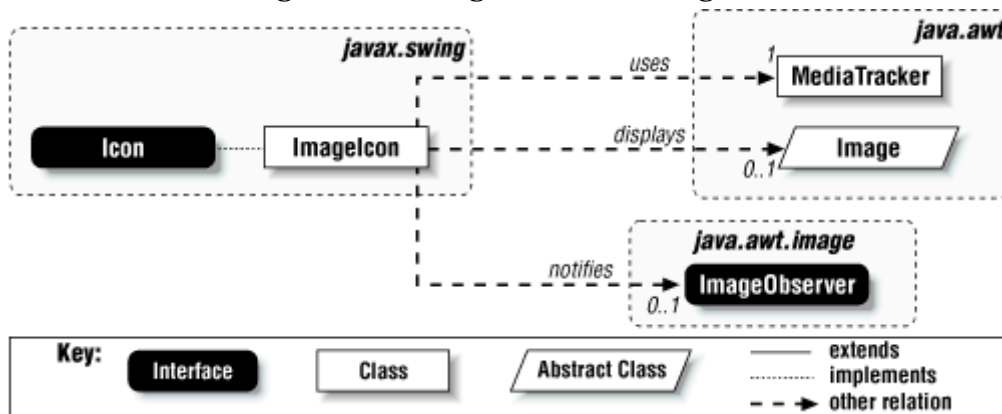 javax.swing
java.awt
uses
1
MediaTracker
Icon
ImageIcon
displays
Image
0..1
java.awt.image
notifies
ImageObserver
0..1
Key:
Interface
Class
Abstract Class
extends
implements
other relation